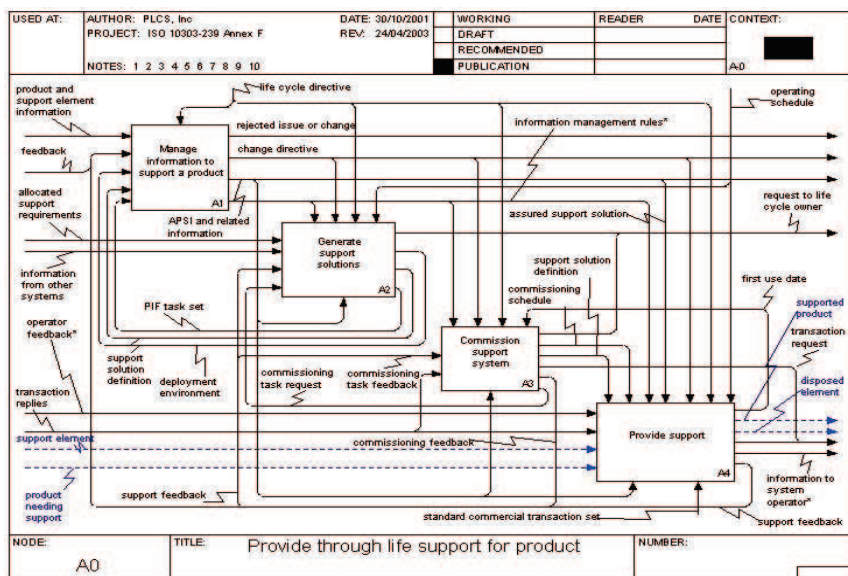 USED AT:
AUTHOR: PLCS, Inc
DATE: 30/10/2001
PROJECT: ISO 10303-239 Annex F
REV: 24/04/2003
NOTES: 1 2 3 4 5 6 7 8 9 10
WORKING
DRAFT
RECOMMENDED
PUBLICATION
READER
DATE
CONTEXT:
A-0
product and
support element
information
life cycle directive
operating
schedule
rejected issue or change
information management rules*
Manage
information to
support a product
A1
feedback
change directive
allocated
support
requirements
APSI and related
information
assured support solution
request to life
cycle owner
Generate
support
solutions
A2
support solution
definition
commissioning
schedule
information
from other
systems
first use date
PIF task set
supported
product
operator
feedback*
transaction
request
Commission
support
system
A3
support
solution
definition
deployment
environment
commissioning
task request
commissioning
task feedback
disposed
element
transaction
replies
Provide support
A4
support element
commissioning feedback
product
needing
support
support feedback
information to
system
operator*
standard commercial transaction set
support feedback
NODE:
A0
TITLE:
Provide through life support for product
NUMBER: